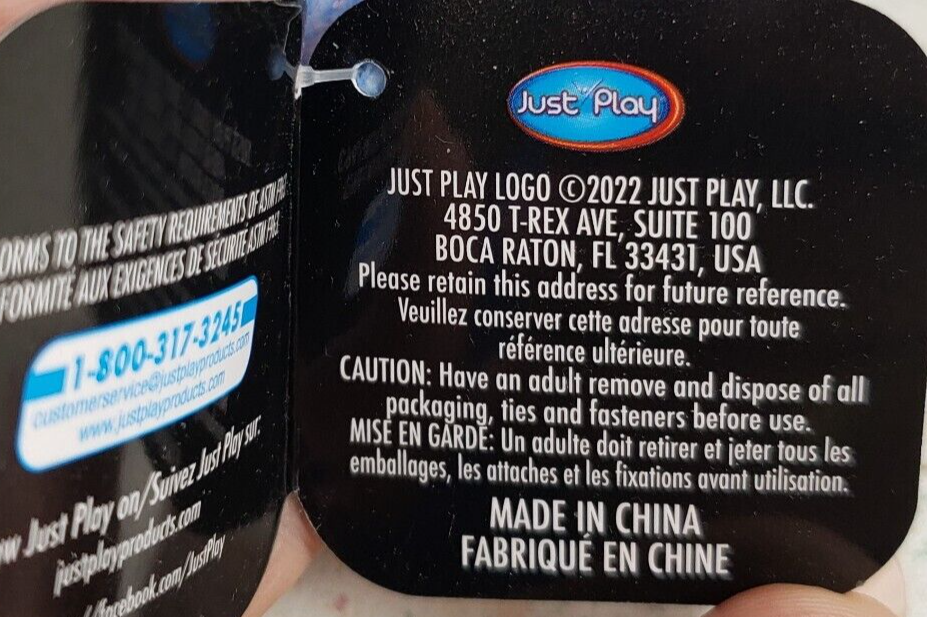 ORMS TO THE SAFETY REQUIREMENTS OF ASTM
FORMITÉ AUX EXIGENCES DE SÉCURITÉ ASTM
1-800-317-3245
customerservice@justplayproducts.com
www.justplayproducts.com
ow Just Play on/Suivez Just Play sur:
justplayproducts.com
/facebook.com/JustPlay
Just Play
JUST PLAY LOGO ©2022 JUST PLAY, LLC.
4850 T-REX AVE, SUITE 100
BOCA RATON, FL 33431, USA
Please retain this address for future reference.
Veuillez conserver cette adresse pour toute
référence ultérieure.
CAUTION: Have an adult remove and dispose of all
packaging, ties and fasteners before use.
MISE EN GARDE: Un adulte doit retirer et jeter tous les
emballages, les attaches et les fixations avant utilisation.
MADE IN CHINA
FABRIQUÉ EN CHINE